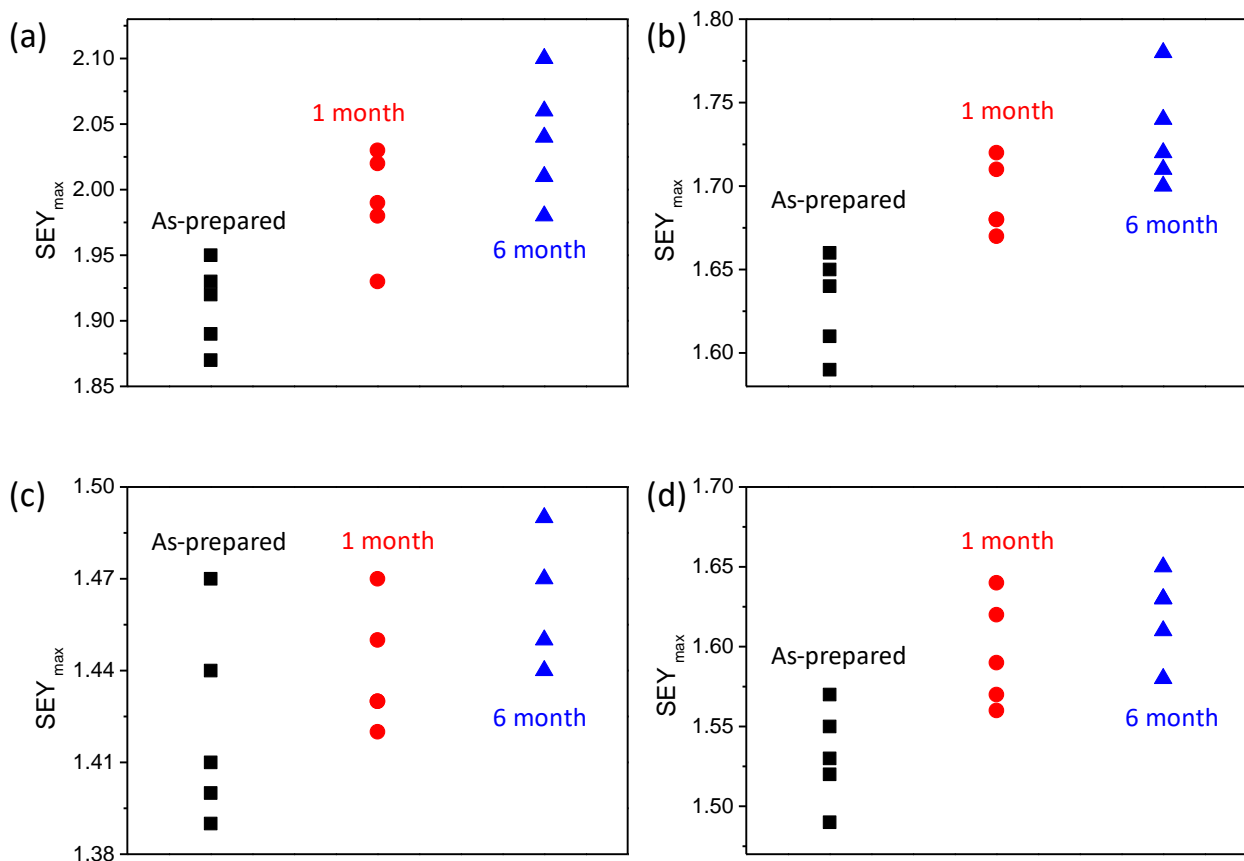 (a)
2.10
2.05
2.00
1.95
1.90
1.85
SEYmax
As-prepared
1 month
6 month
(b)
1.80
1.75
1.70
1.65
1.60
SEYmax
As-prepared
1 month
6 month
(c)
1.50
1.47
1.44
1.41
1.38
SEYmax
As-prepared
1 month
6 month
(d)
1.70
1.65
1.60
1.55
1.50
SEYmax
As-prepared
1 month
6 month